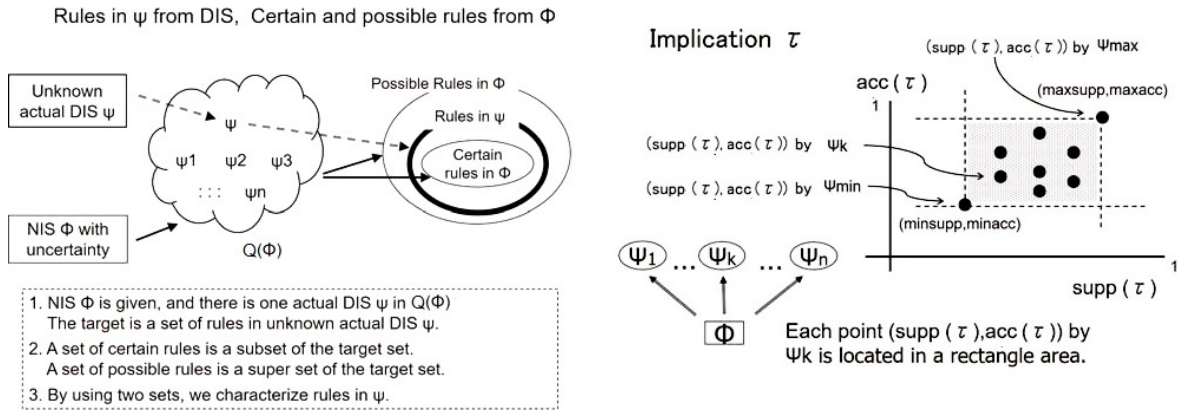 Rules in ψ from DIS, Certain and possible rules from Φ
Unknown
actual DIS ψ
NIS Φ with
uncertainty
ψ
ψ1 ψ2 ψ3
: : : ψn
Q(Φ)
Possible Rules in Φ
Rules in ψ
Certain
rules in Φ
1. NIS Φ is given, and there is one actual DIS ψ in Q(Φ)
The target is a set of rules in unknown actual DIS ψ.
2. A set of certain rules is a subset of the target set.
A set of possible rules is a super set of the target set.
3. By using two sets, we characterize rules in ψ.
Implication τ
(supp(τ),acc(τ)) by Ψmax
acc(τ)
1
(maxsupp,maxacc)
(supp(τ),acc(τ)) by Ψk
(supp(τ),acc(τ)) by Ψmin
(minsupp,minacc)
1
supp(τ)
Ψ1 ... Ψk ... Ψn
Φ
Each point (supp(τ),acc(τ)) by
Ψk is located in a rectangle area.